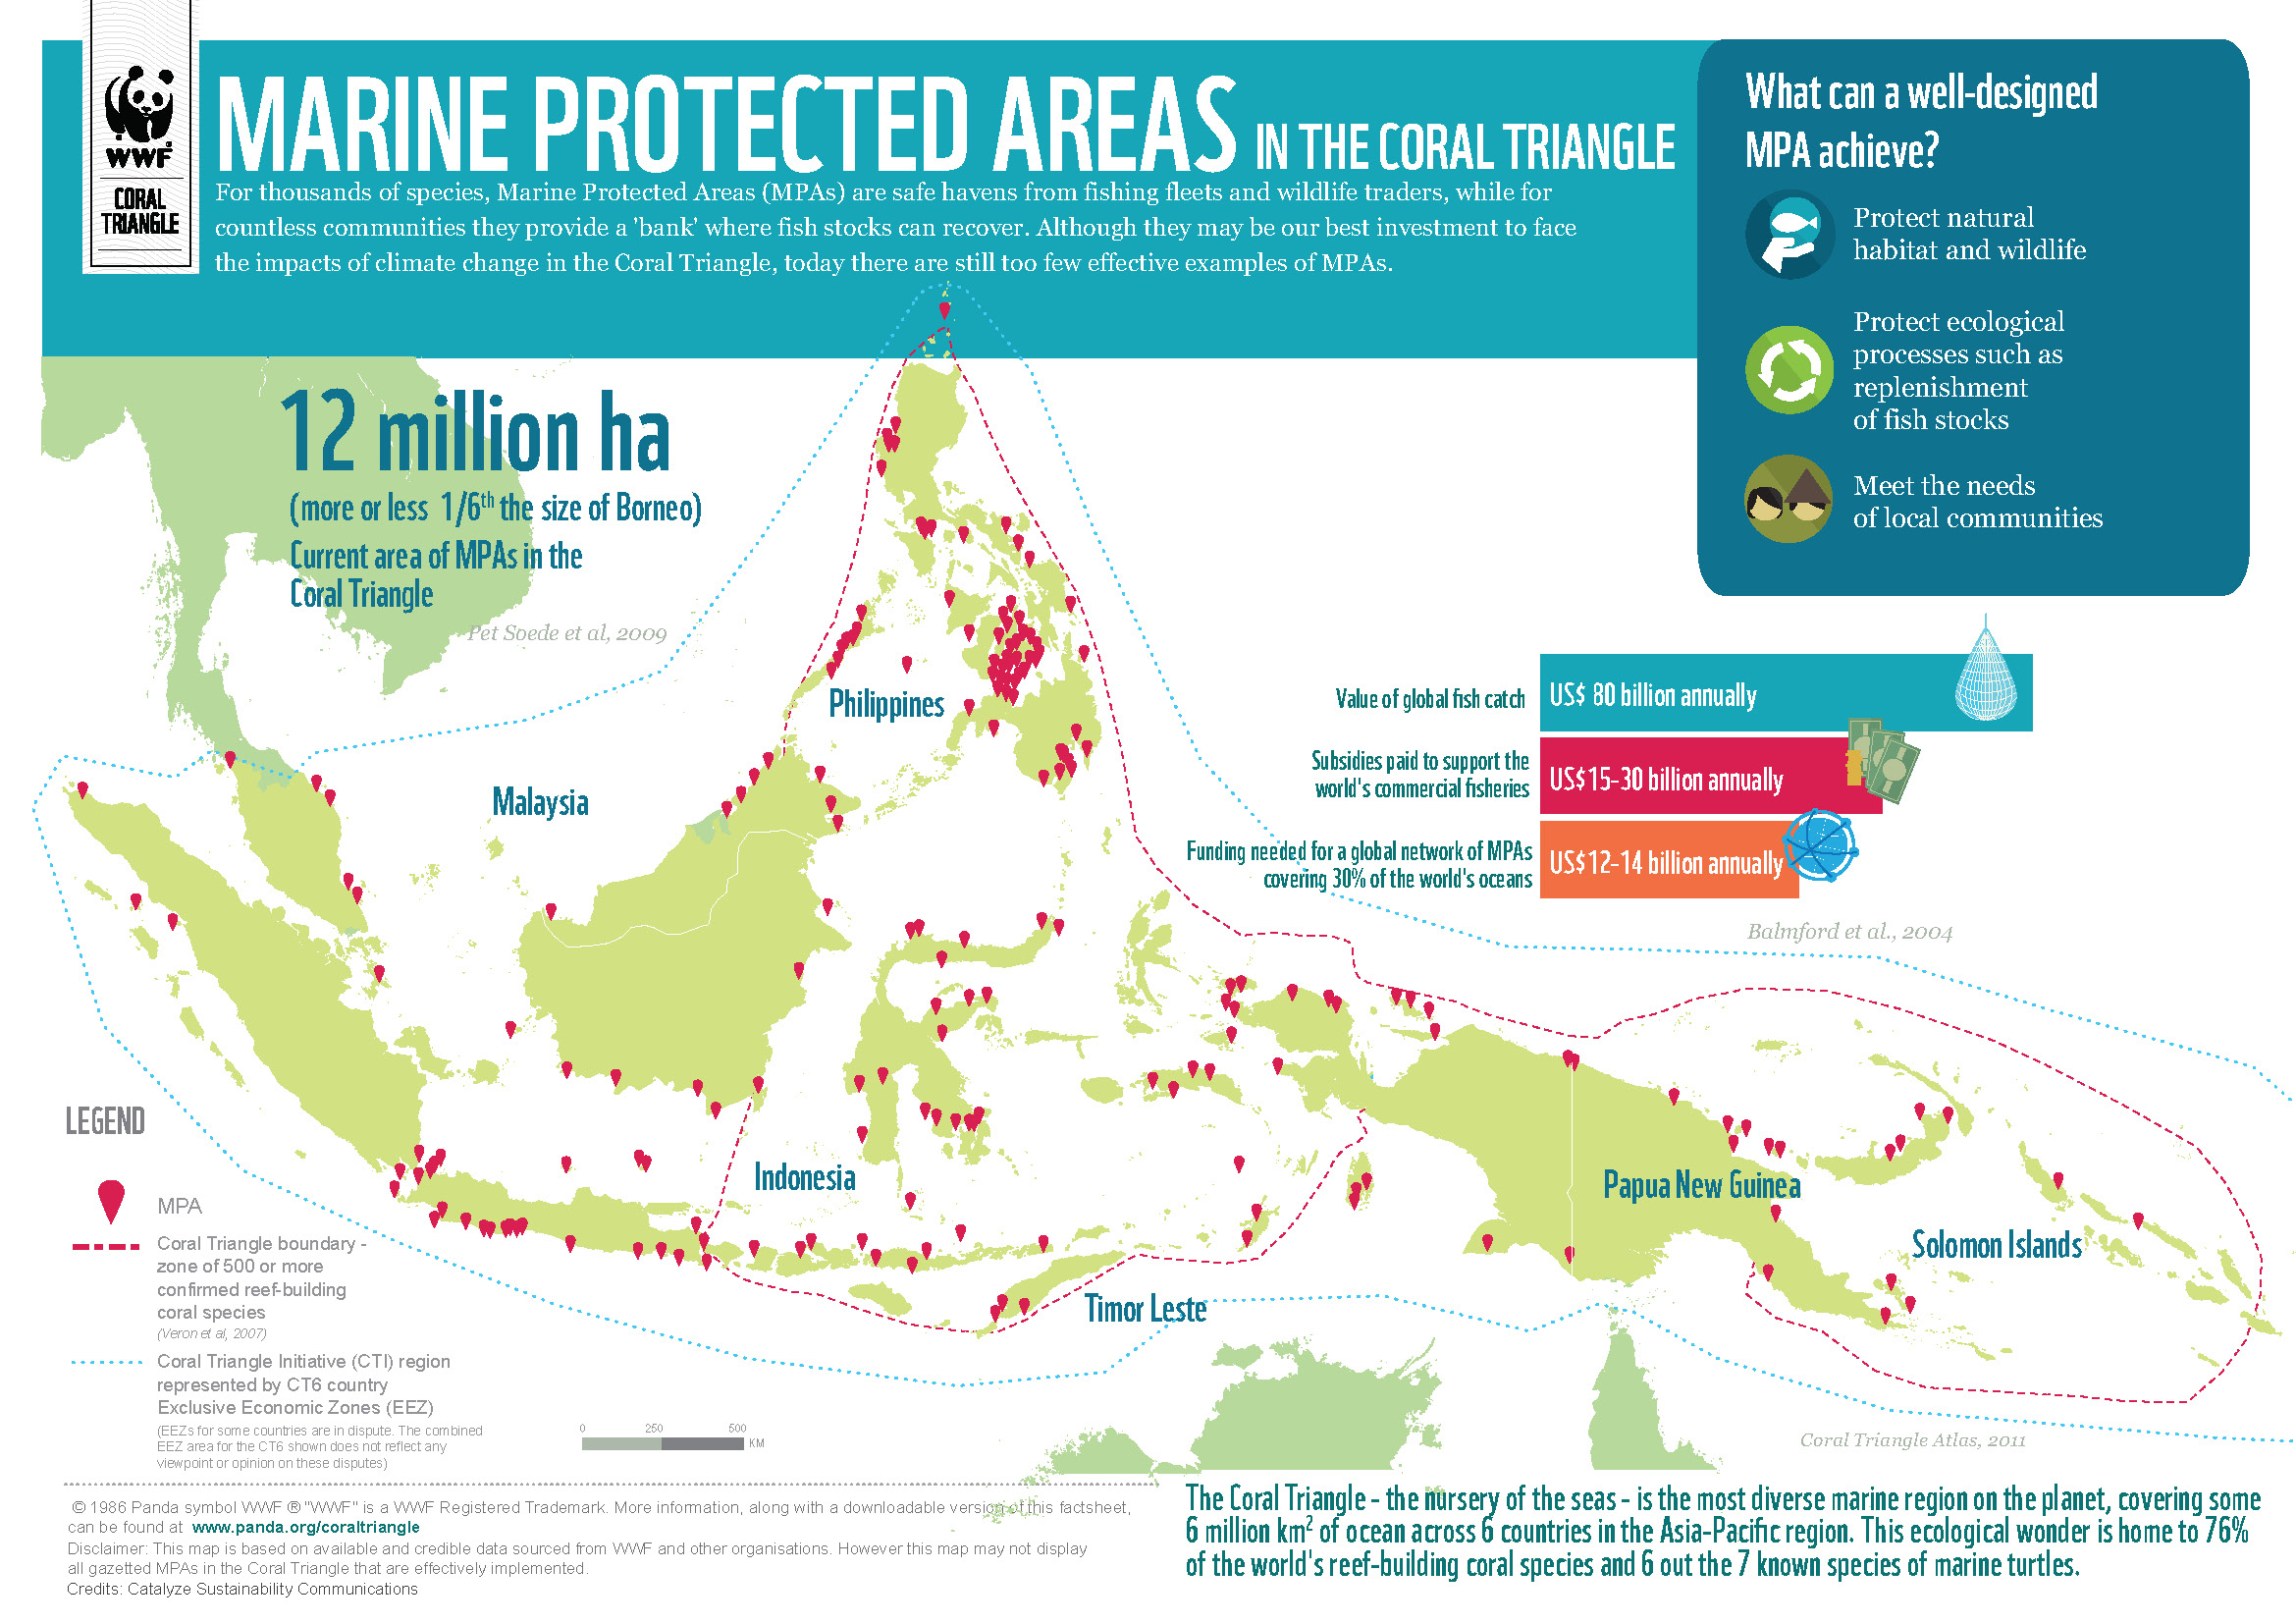 WWF
®
CORAL
TRIANGLE
MARINE PROTECTED AREAS IN THE CORAL TRIANGLE
For thousands of species, Marine Protected Areas (MPAs) are safe havens from fishing fleets and wildlife traders, while for
countless communities they provide a 'bank' where fish stocks can recover. Although they may be our best investment to face
the impacts of climate change in the Coral Triangle, today there are still too few effective examples of MPAs.
What can a well-designed
MPA achieve?
Protect natural
habitat and wildlife
Protect ecological
processes such as
replenishment
of fish stocks
Meet the needs
of local communities
12 million ha
(more or less 1/6th the size of Borneo)
Current area of MPAs in the
Coral Triangle
Pet Soede et al, 2009
Value of global fish catch
US$ 80 billion annually
Subsidies paid to support the
world's commercial fisheries
US$15-30 billion annually
Funding needed for a global network of MPAs
covering 30% of the world's oceans
US$12-14 billion annually
Balmford et al., 2004
Philippines
Malaysia
Indonesia
Papua New Guinea
Solomon Islands
Timor Leste
LEGEND
MPA
Coral Triangle boundary -
zone of 500 or more
confirmed reef-building
coral species
(Veron et al, 2007)
Coral Triangle Initiative (CTI) region
represented by CT6 country
Exclusive Economic Zones (EEZ)
(EEZs for some countries are in dispute. The combined
EEZ area for the CT6 shown does not reflect any
viewpoint or opinion on these disputes)
0 250 500
KM
Coral Triangle Atlas, 2011
© 1986 Panda symbol WWF ® "WWF" is a WWF Registered Trademark. More information, along with a downloadable version of this factsheet,
can be found at www.panda.org/coraltriangle
Disclaimer: This map is based on available and credible data sourced from WWF and other organisations. However this map may not display
all gazetted MPAs in the Coral Triangle that are effectively implemented.
Credits: Catalyze Sustainability Communications
The Coral Triangle - the nursery of the seas - is the most diverse marine region on the planet, covering some
6 million km2 of ocean across 6 countries in the Asia-Pacific region. This ecological wonder is home to 76%
of the world's reef-building coral species and 6 out the 7 known species of marine turtles.